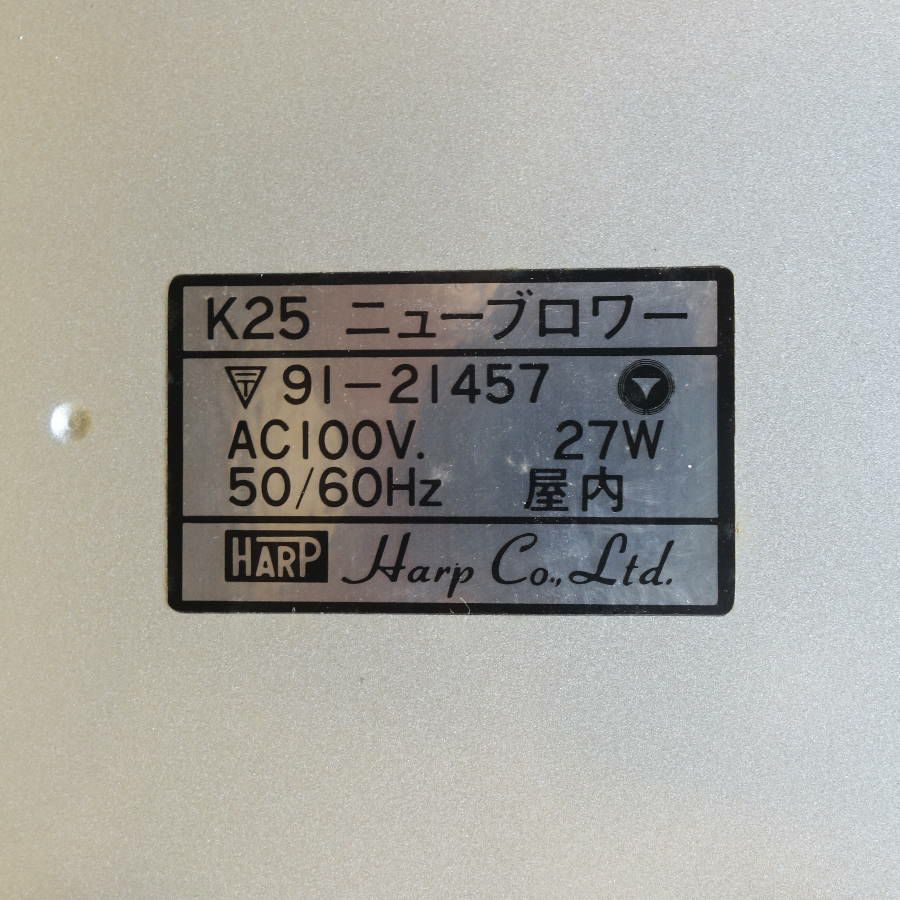 K25 ニューブロワー
〒 91-21457
AC100V. 27W
50/60Hz 屋内
HARP Harp Co., Ltd.